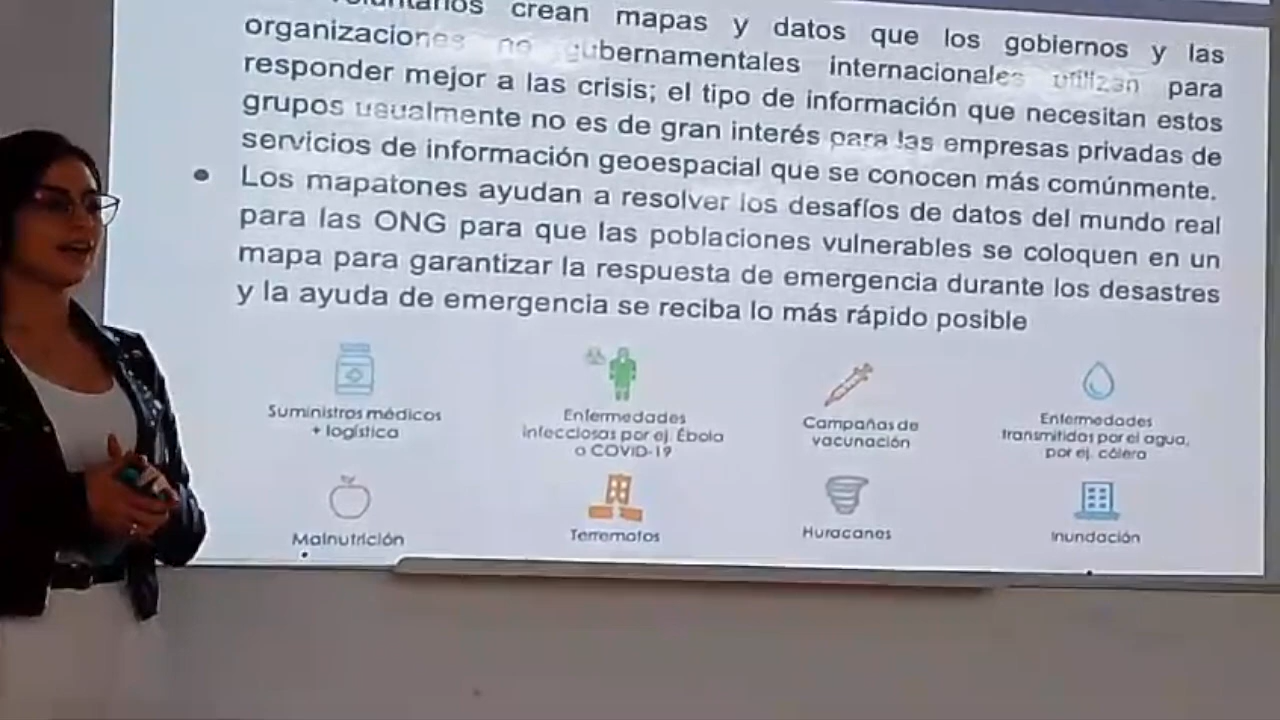 crean mapas y datos que los gobiernos y las
organizaciones no gubernamentales internacionales utilizan para
responder mejor a las crisis; el tipo de información que necesitan estos
grupos usualmente no es de gran interés para las empresas privadas de
servicios de información geoespacial que se conocen más comúnmente.
Los mapatones ayudan a resolver los desafíos de datos del mundo real
para las ONG para que las poblaciones vulnerables se coloquen en un
mapa para garantizar la respuesta de emergencia durante los desastres
y la ayuda de emergencia se reciba lo más rápido posible
Suministros médicos
+ logística
Enfermedades
infecciosas por ej. Ébola
o COVID-19
Campañas de
vacunación
Enfermedades
transmitidos por el agua,
por ej. cólera
Malnutrición
Terremotos
Huracanes
Inundación